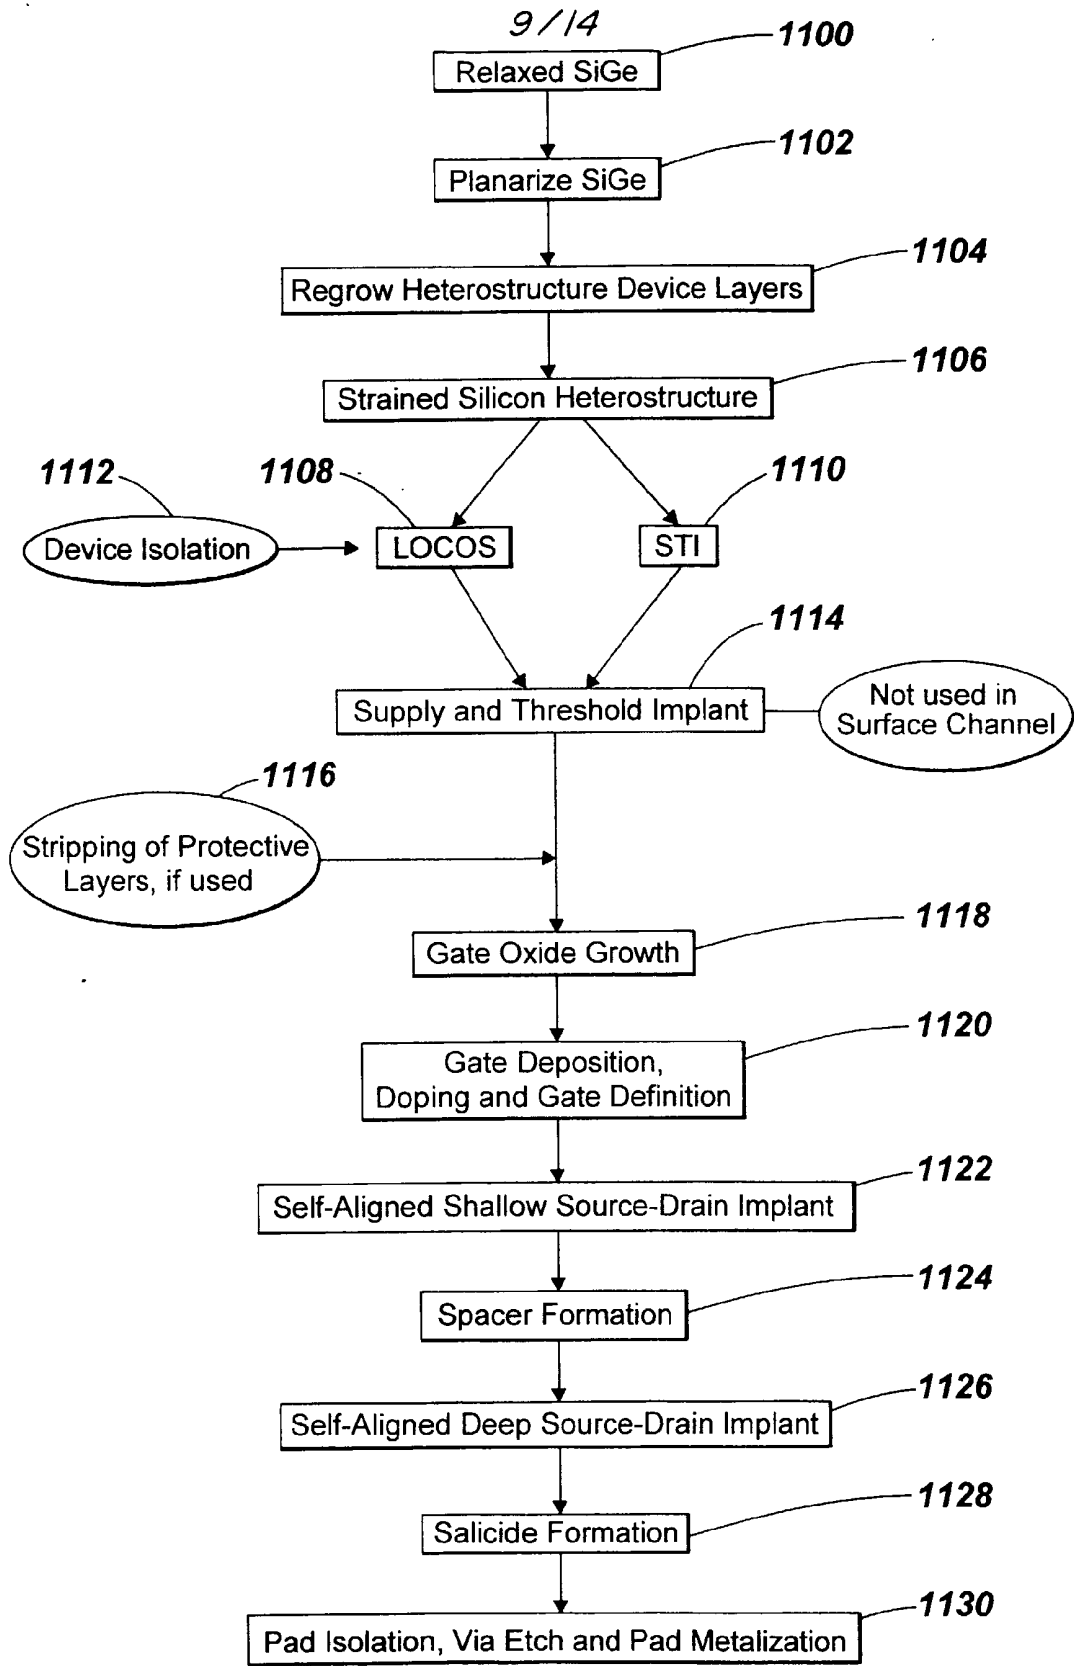 9/14
1100
Relaxed SiGe
1102
Planarize SiGe
1104
Regrow Heterostructure Device Layers
1106
Strained Silicon Heterostructure
1112
1108
1110
Device Isolation
LOCOS
STI
1114
Supply and Threshold Implant
Not used in
Surface Channel
1116
Stripping of Protective
Layers, if used
1118
Gate Oxide Growth
1120
Gate Deposition,
Doping and Gate Definition
1122
Self-Aligned Shallow Source-Drain Implant
1124
Spacer Formation
1126
Self-Aligned Deep Source-Drain Implant
1128
Salicide Formation
1130
Pad Isolation, Via Etch and Pad Metalization